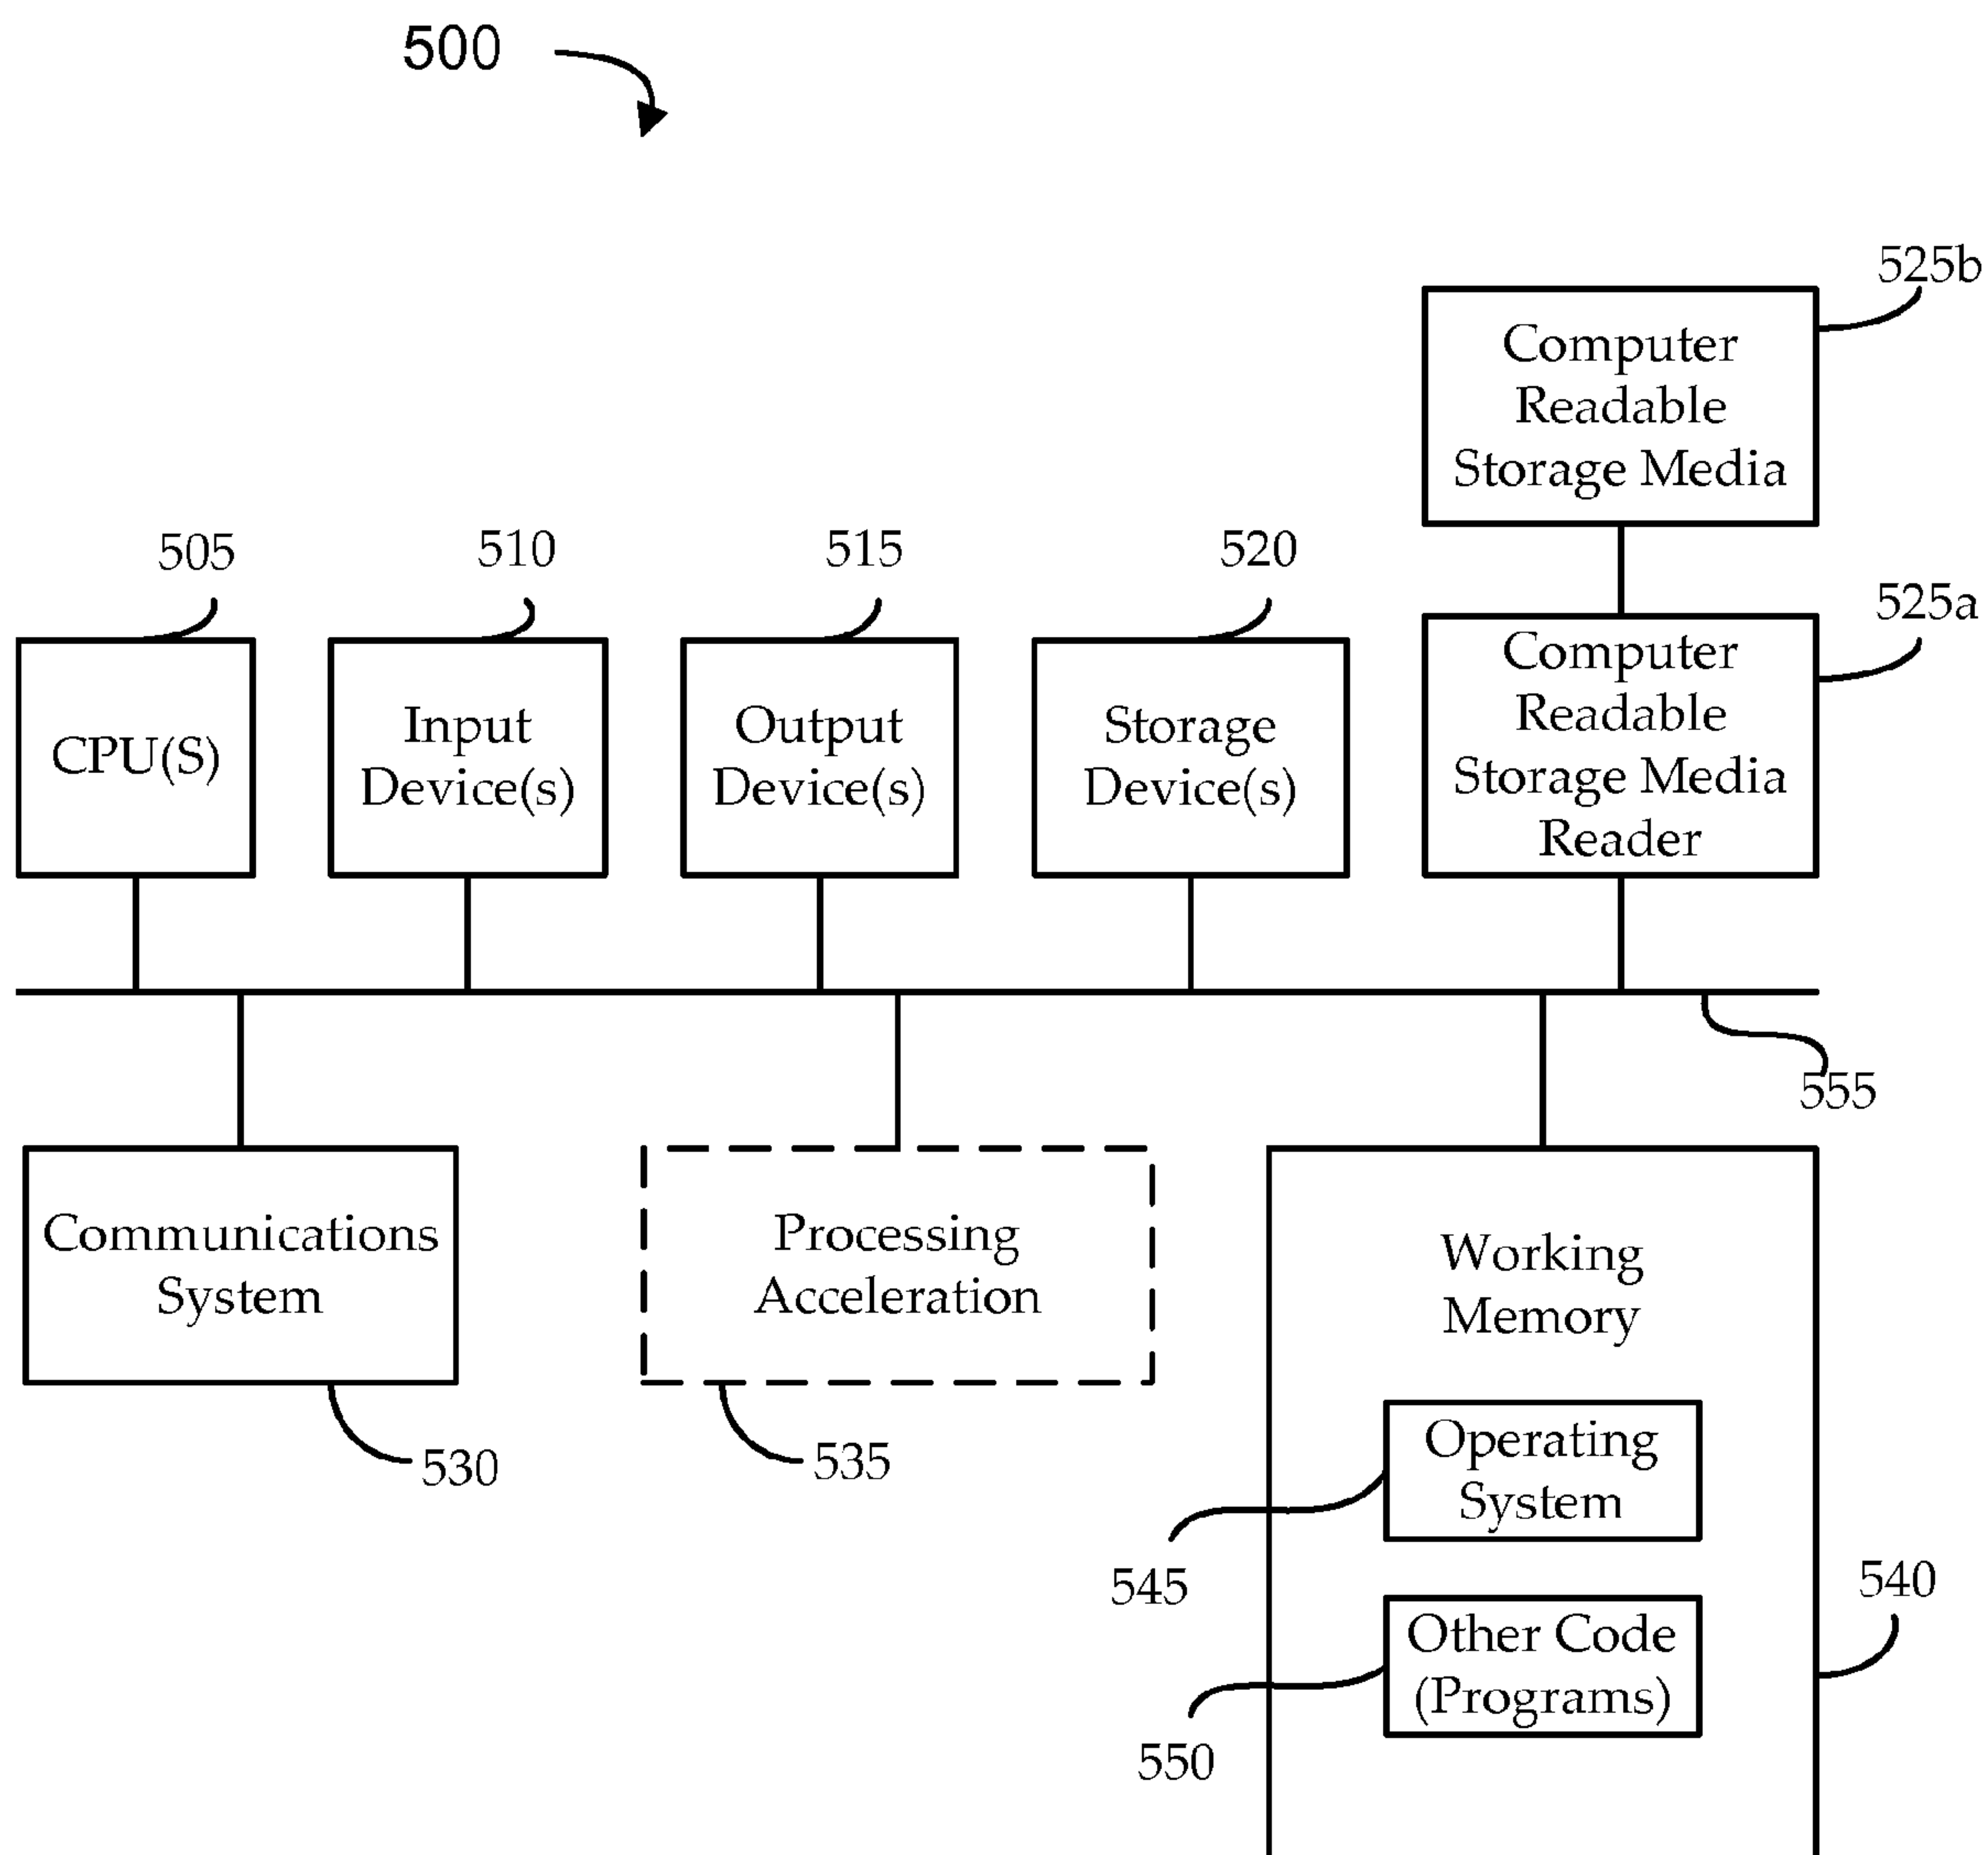 500
525b
Computer
Readable
Storage Media
505
510
515
520
525a
CPU(S)
Input
Device(s)
Output
Device(s)
Storage
Device(s)
Computer
Readable
Storage Media
Reader
555
Communications
System
530
Processing
Acceleration
535
Working
Memory
Operating
System
545
540
Other Code
(Programs)
550